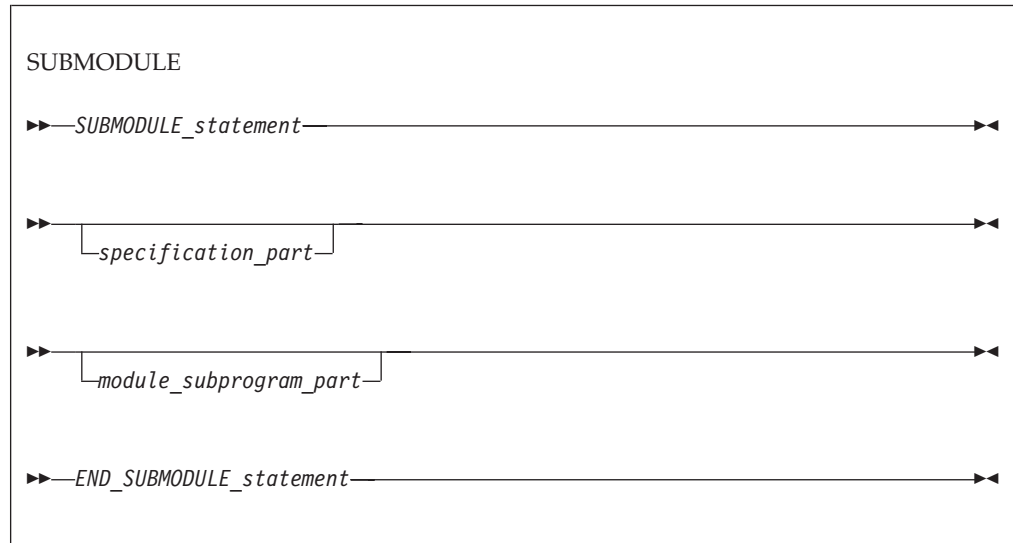 SUBMODULE
SUBMODULE_statement
specification_part
module_subprogram_part
END_SUBMODULE_statement